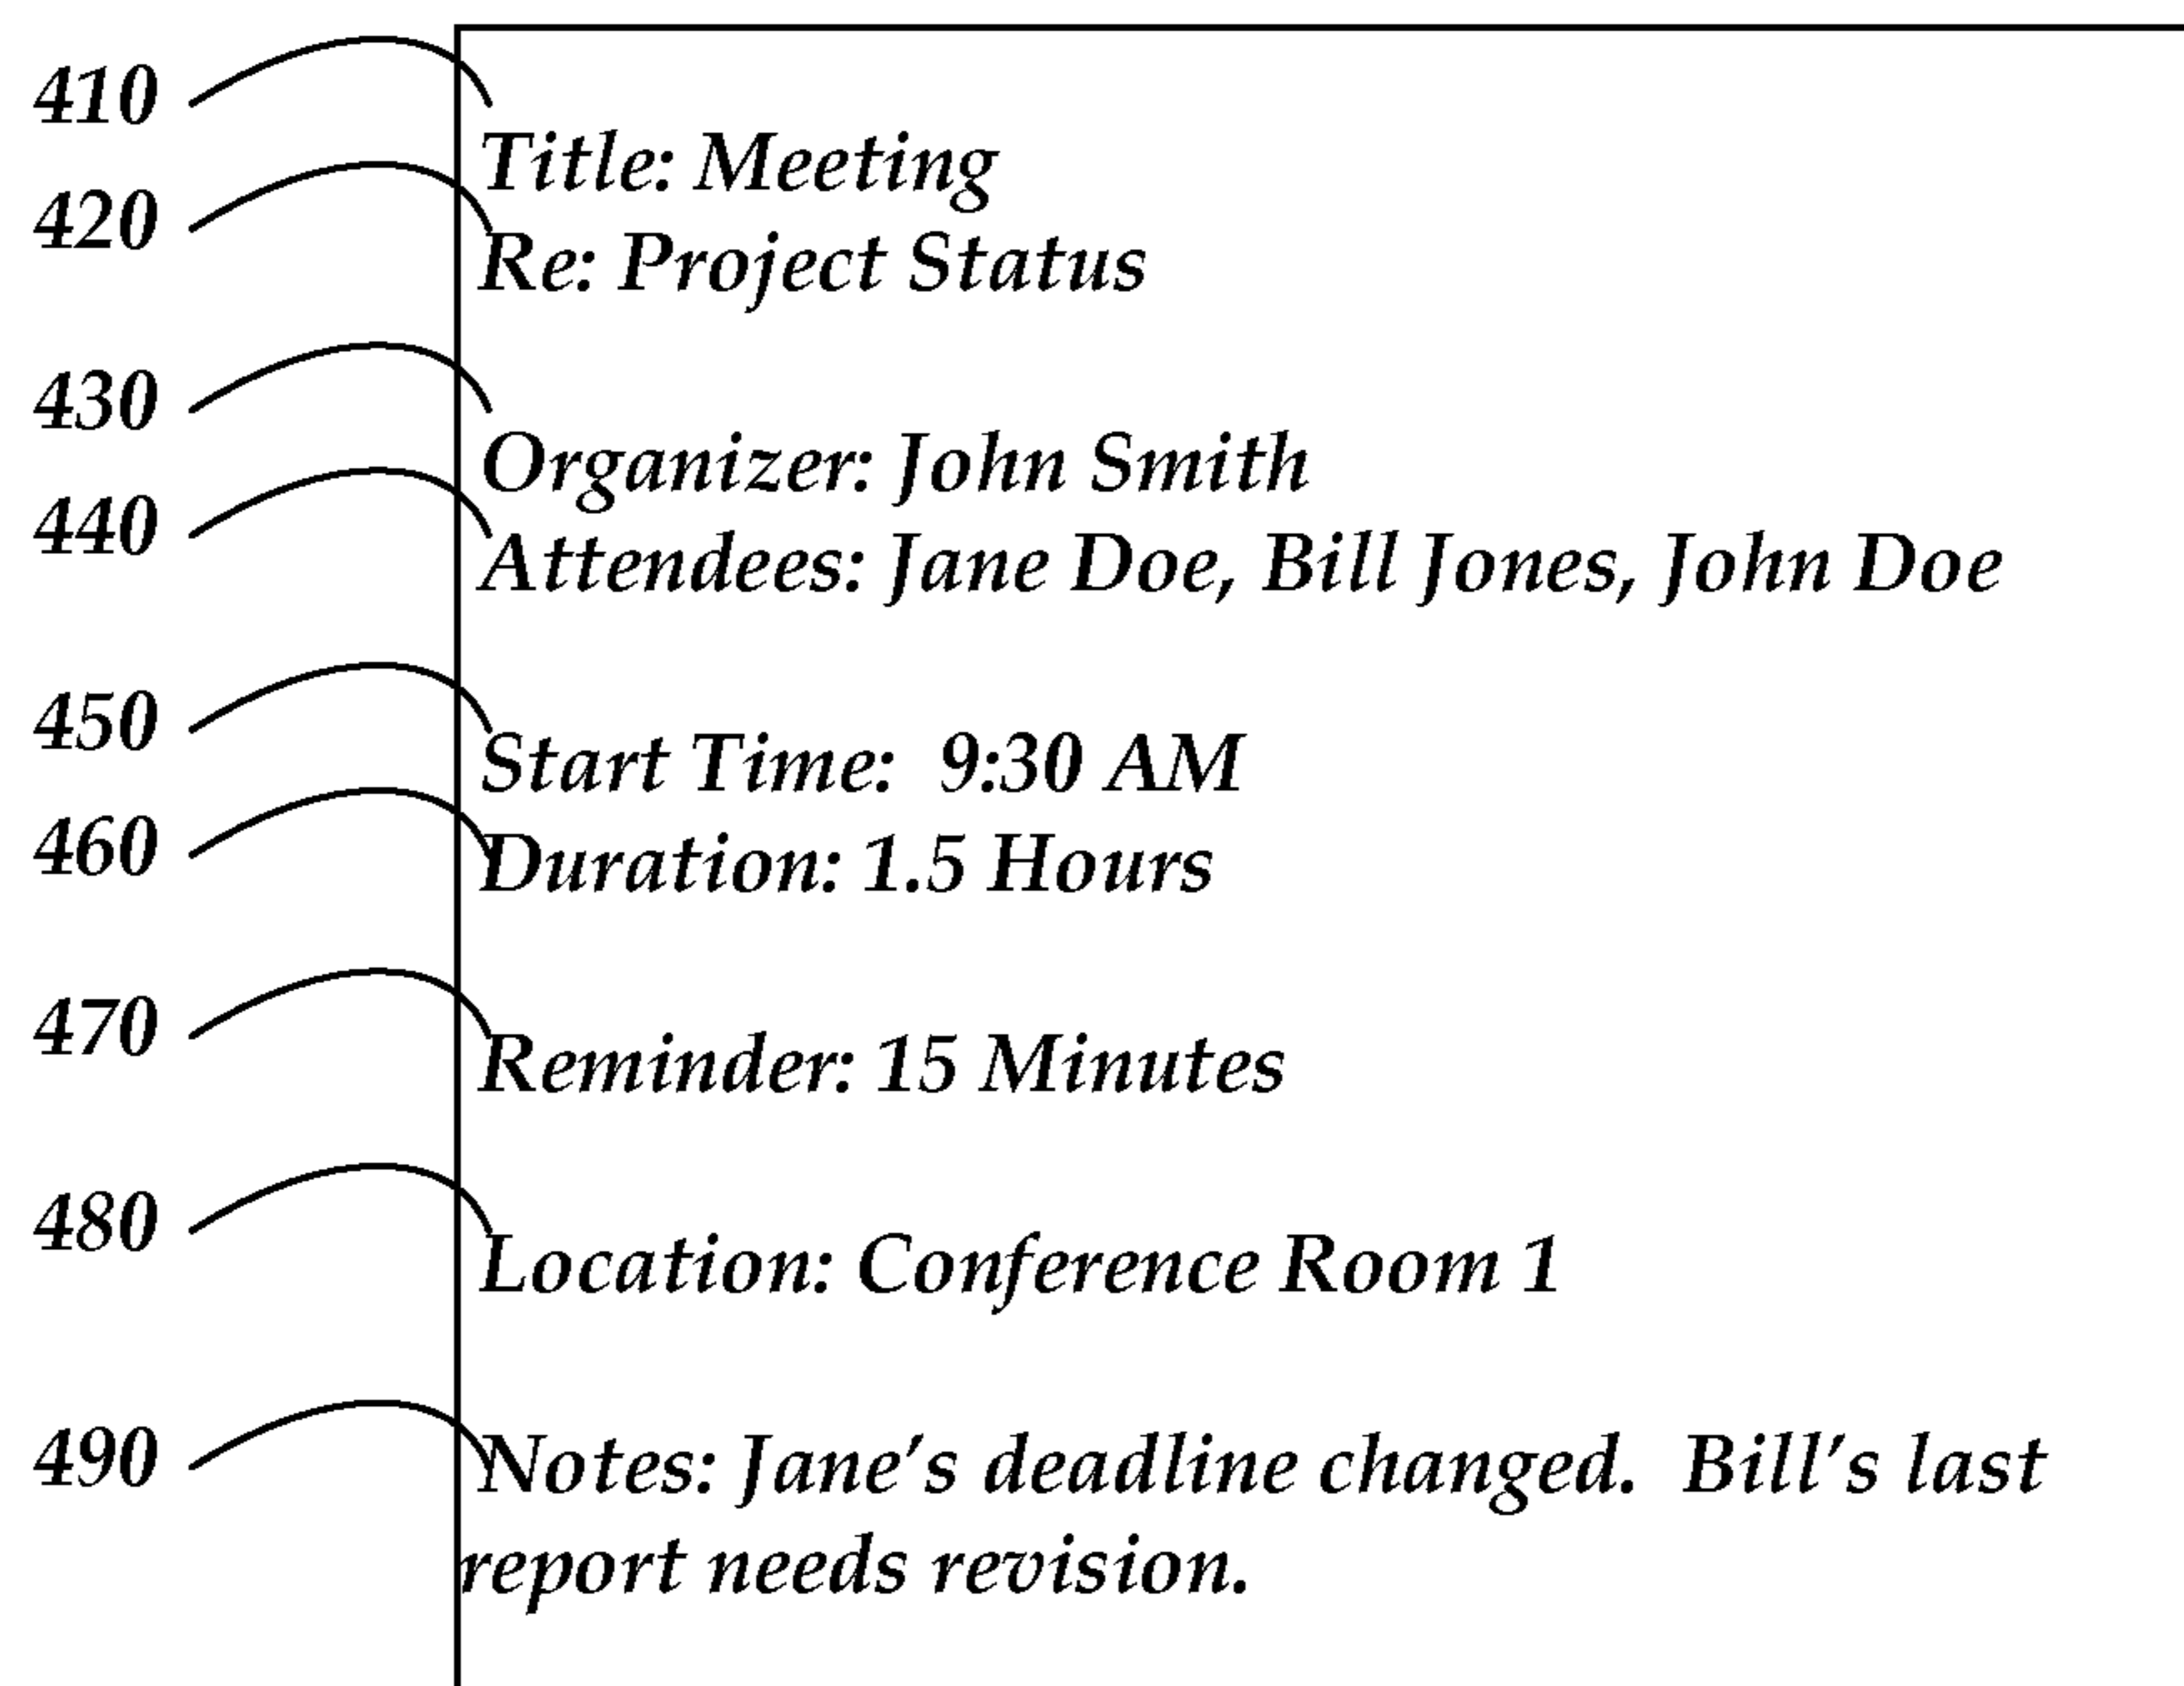 410
Title: Meeting
420
Re: Project Status
430
Organizer: John Smith
440
Attendees: Jane Doe, Bill Jones, John Doe
450
Start Time:  9:30 AM
460
Duration: 1.5 Hours
470
Reminder: 15 Minutes
480
Location: Conference Room 1
490
Notes: Jane's deadline changed.  Bill's last
report needs revision.